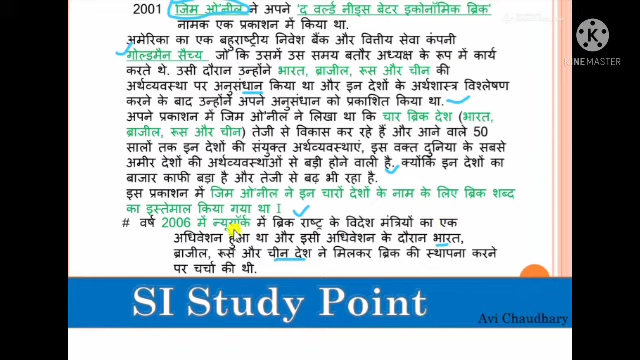 2001 जिम ओ'नील ने अपने 'द वर्ल्ड नीड्स बेटर इकोनॉमिक ब्रिक'
नामक एक प्रकाशन में किया था.
अमेरिका का एक बहुराष्ट्रीय निवेश बैंक और वित्तीय सेवा कंपनी
गोल्डमैन सैच्य जो कि उसमें उस समय बतौर अध्यक्ष के रूप में कार्य
करते थे. उसी दौरान उन्होंने भारत, ब्राजील, रूस और चीन की
अर्थव्यवस्था पर अनुसंधान किया था और इन देशों के अर्थशास्त्र विश्लेषण
करने के बाद उन्होंने अपने अनुसंधान को प्रकाशित किया था.
अपने प्रकाशन में जिम ओ'नील ने लिखा था कि चार ब्रिक देश (भारत,
ब्राजील, रूस और चीन) तेजी से विकास कर रहे हैं और आने वाले 50
सालों तक इन देशों की संयुक्त अर्थव्यवस्थाएं, इस वक्त दुनिया के सबसे
अमीर देशों की अर्थव्यवस्थाओं से बड़ी होने वाली है. क्योंकि इन देशों का
बाजार काफी बड़ा है और तेजी से बढ़ भी रहा है.
इस प्रकाशन में जिम ओ'नील ने इन चारों देशों के नाम के लिए ब्रिक शब्द
का इस्तेमाल किया गया था I
# वर्ष 2006 में न्यूयॉर्क में ब्रिक राष्ट्र के विदेश मंत्रियों का एक
अधिवेशन हुआ था और इसी अधिवेशन के दौरान भारत,
ब्राजील, रूस और चीन देश ने मिलकर ब्रिक की स्थापना करने
पर चर्चा की थी.
SI Study Point
Avi Chaudhary
Made with
KINEMASTER